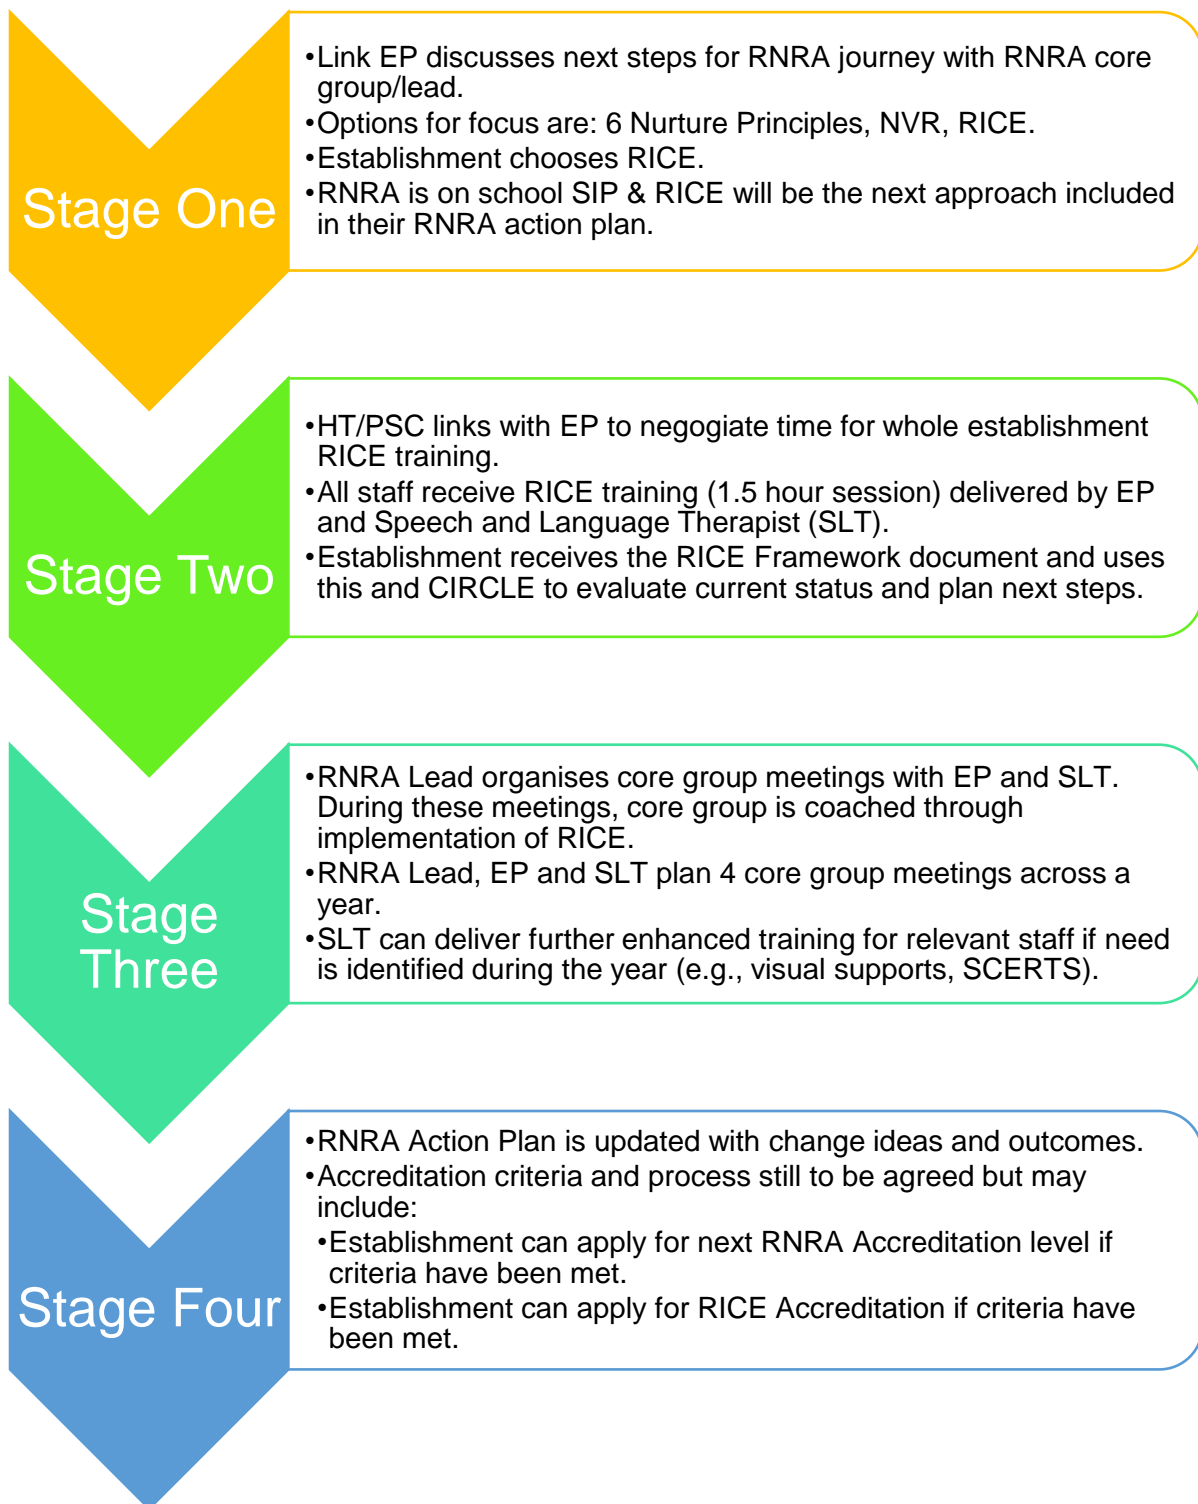 Stage One
•Link EP discusses next steps for RNRA journey with RNRA core
group/lead.
•Options for focus are: 6 Nurture Principles, NVR, RICE.
•Establishment chooses RICE.
•RNRA is on school SIP & RICE will be the next approach included
in their RNRA action plan.
Stage Two
•HT/PSC links with EP to negogiate time for whole establishment
RICE training.
•All staff receive RICE training (1.5 hour session) delivered by EP
and Speech and Language Therapist (SLT).
•Establishment receives the RICE Framework document and uses
this and CIRCLE to evaluate current status and plan next steps.
Stage
Three
•RNRA Lead organises core group meetings with EP and SLT.
During these meetings, core group is coached through
implementation of RICE.
•RNRA Lead, EP and SLT plan 4 core group meetings across a
year.
•SLT can deliver further enhanced training for relevant staff if need
is identified during the year (e.g., visual supports, SCERTS).
Stage Four
•RNRA Action Plan is updated with change ideas and outcomes.
•Accreditation criteria and process still to be agreed but may
include:
•Establishment can apply for next RNRA Accreditation level if
criteria have been met.
•Establishment can apply for RICE Accreditation if criteria have
been met.